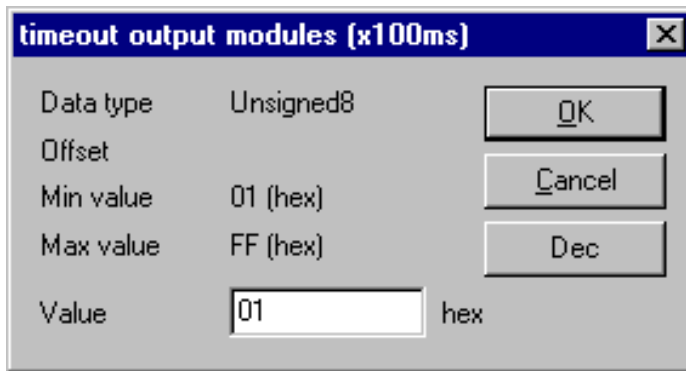 timeout output modules (x100ms)
Data type Unsigned8 OK
Offset
Min value 01 (hex) Cancel
Max value FF (hex) Dec
Value 01 hex